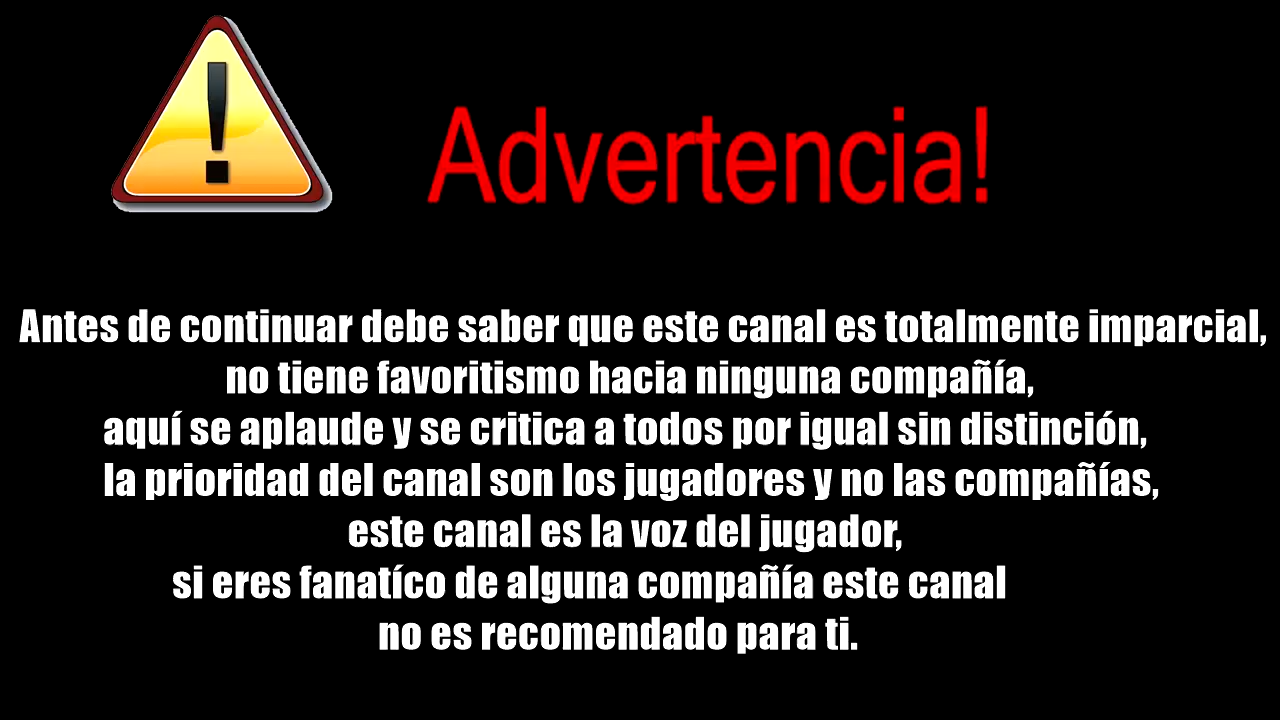 Advertencia!
Antes de continuar debe saber que este canal es totalmente imparcial,
no tiene favoritismo hacia ninguna compañía,
aquí se aplaude y se critica a todos por igual sin distinción,
la prioridad del canal son los jugadores y no las compañías,
este canal es la voz del jugador,
si eres fanatíco de alguna compañía este canal
no es recomendado para ti.